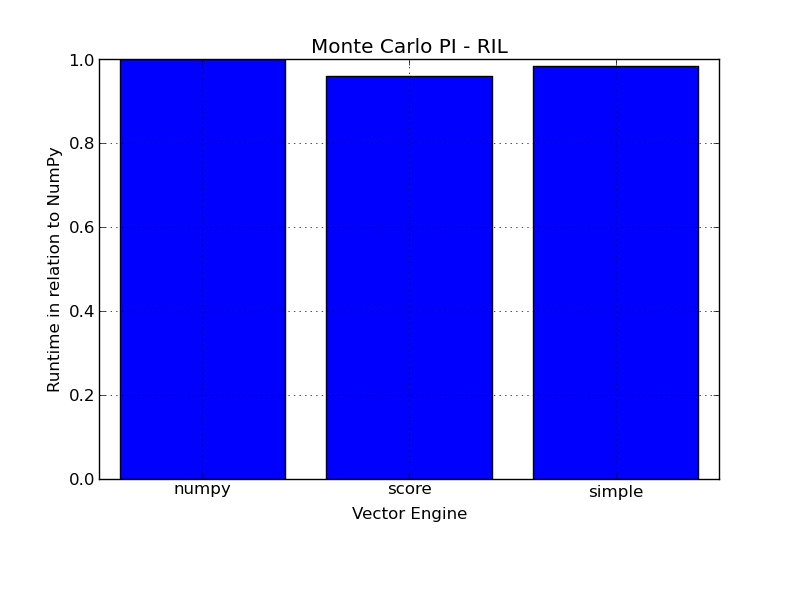 Monte Carlo PI - RIL
1.0
0.8
0.6
0.4
0.2
0.0
Runtime in relation to NumPy
numpy score simple
Vector Engine